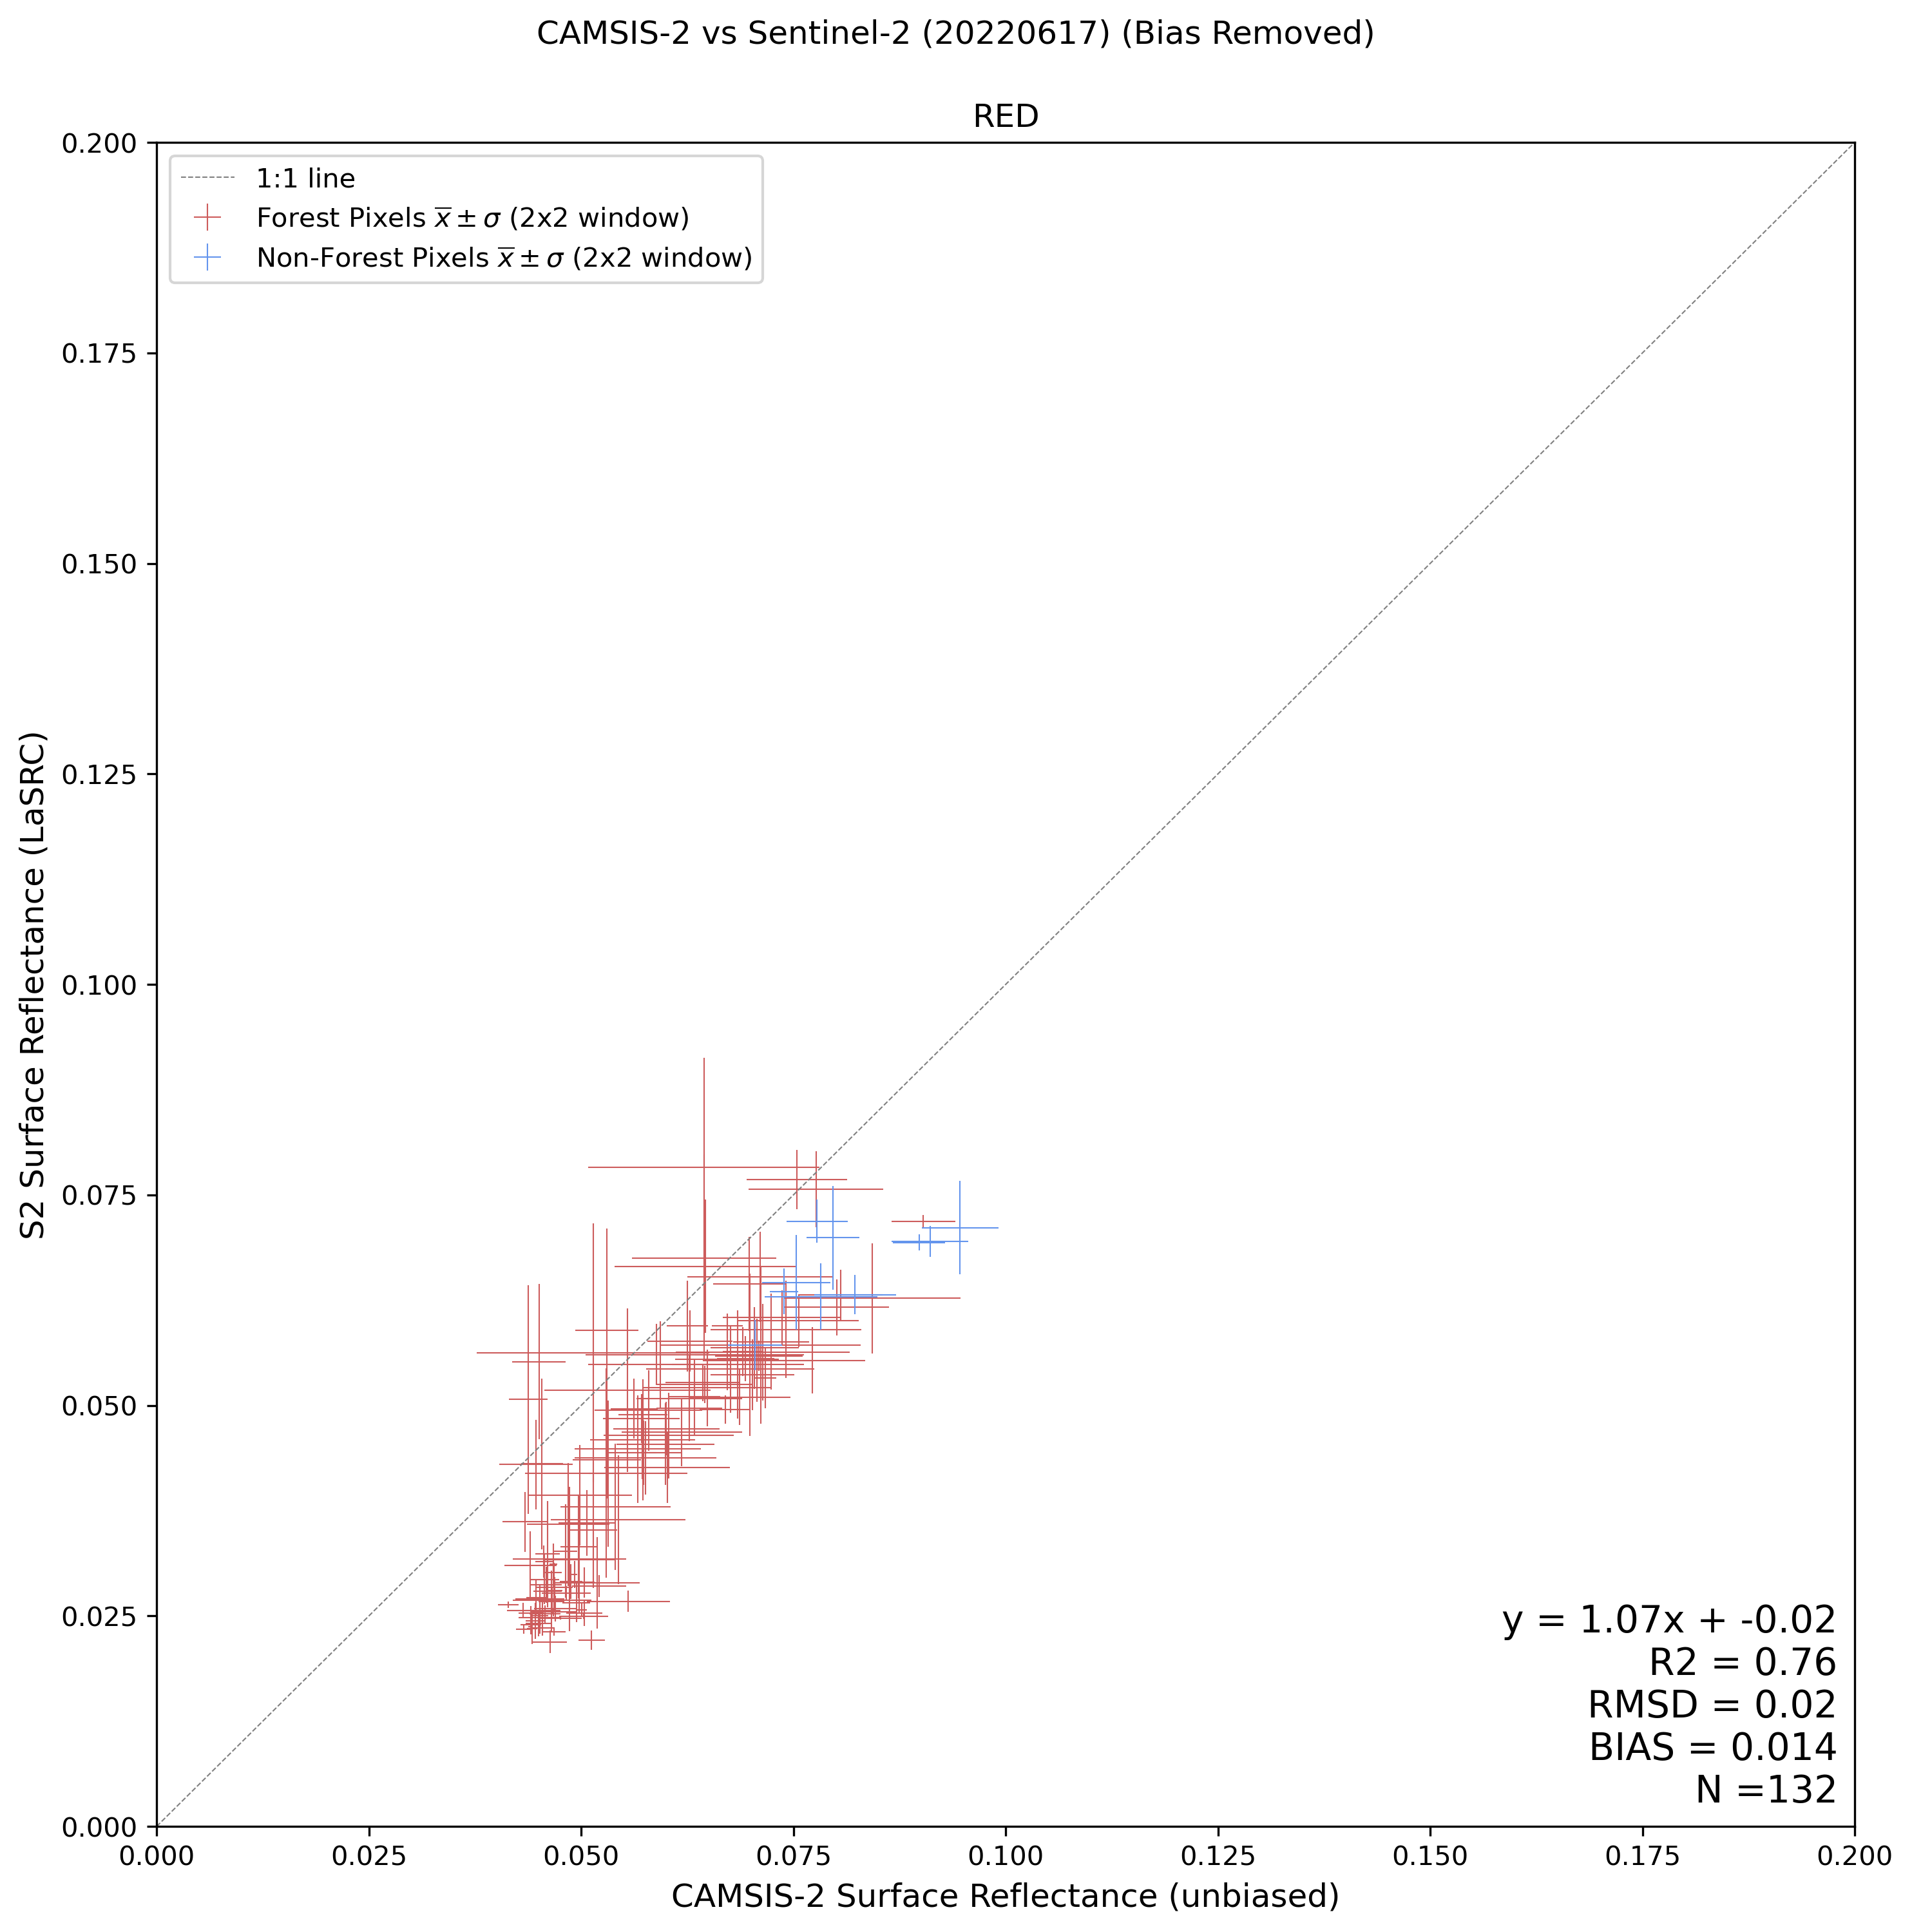 CAMSIS-2 vs Sentinel-2 (20220617) (Bias Removed)
RED
1:1 line
Forest Pixels x̅ ± σ (2x2 window)
Non-Forest Pixels x̅ ± σ (2x2 window)
S2 Surface Reflectance (LaSRC)
0.200
0.175
0.150
0.125
0.100
0.075
0.050
0.025
0.000
y = 1.07x + -0.02
R2 = 0.76
RMSD = 0.02
BIAS = 0.014
N =132
0.000 0.025 0.050 0.075 0.100 0.125 0.150 0.175 0.200
CAMSIS-2 Surface Reflectance (unbiased)